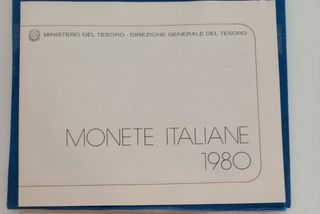 MINISTERO DEL TESORO - DIREZIONE GENERALE DEL TESORO
MONETE ITALIANE
1980